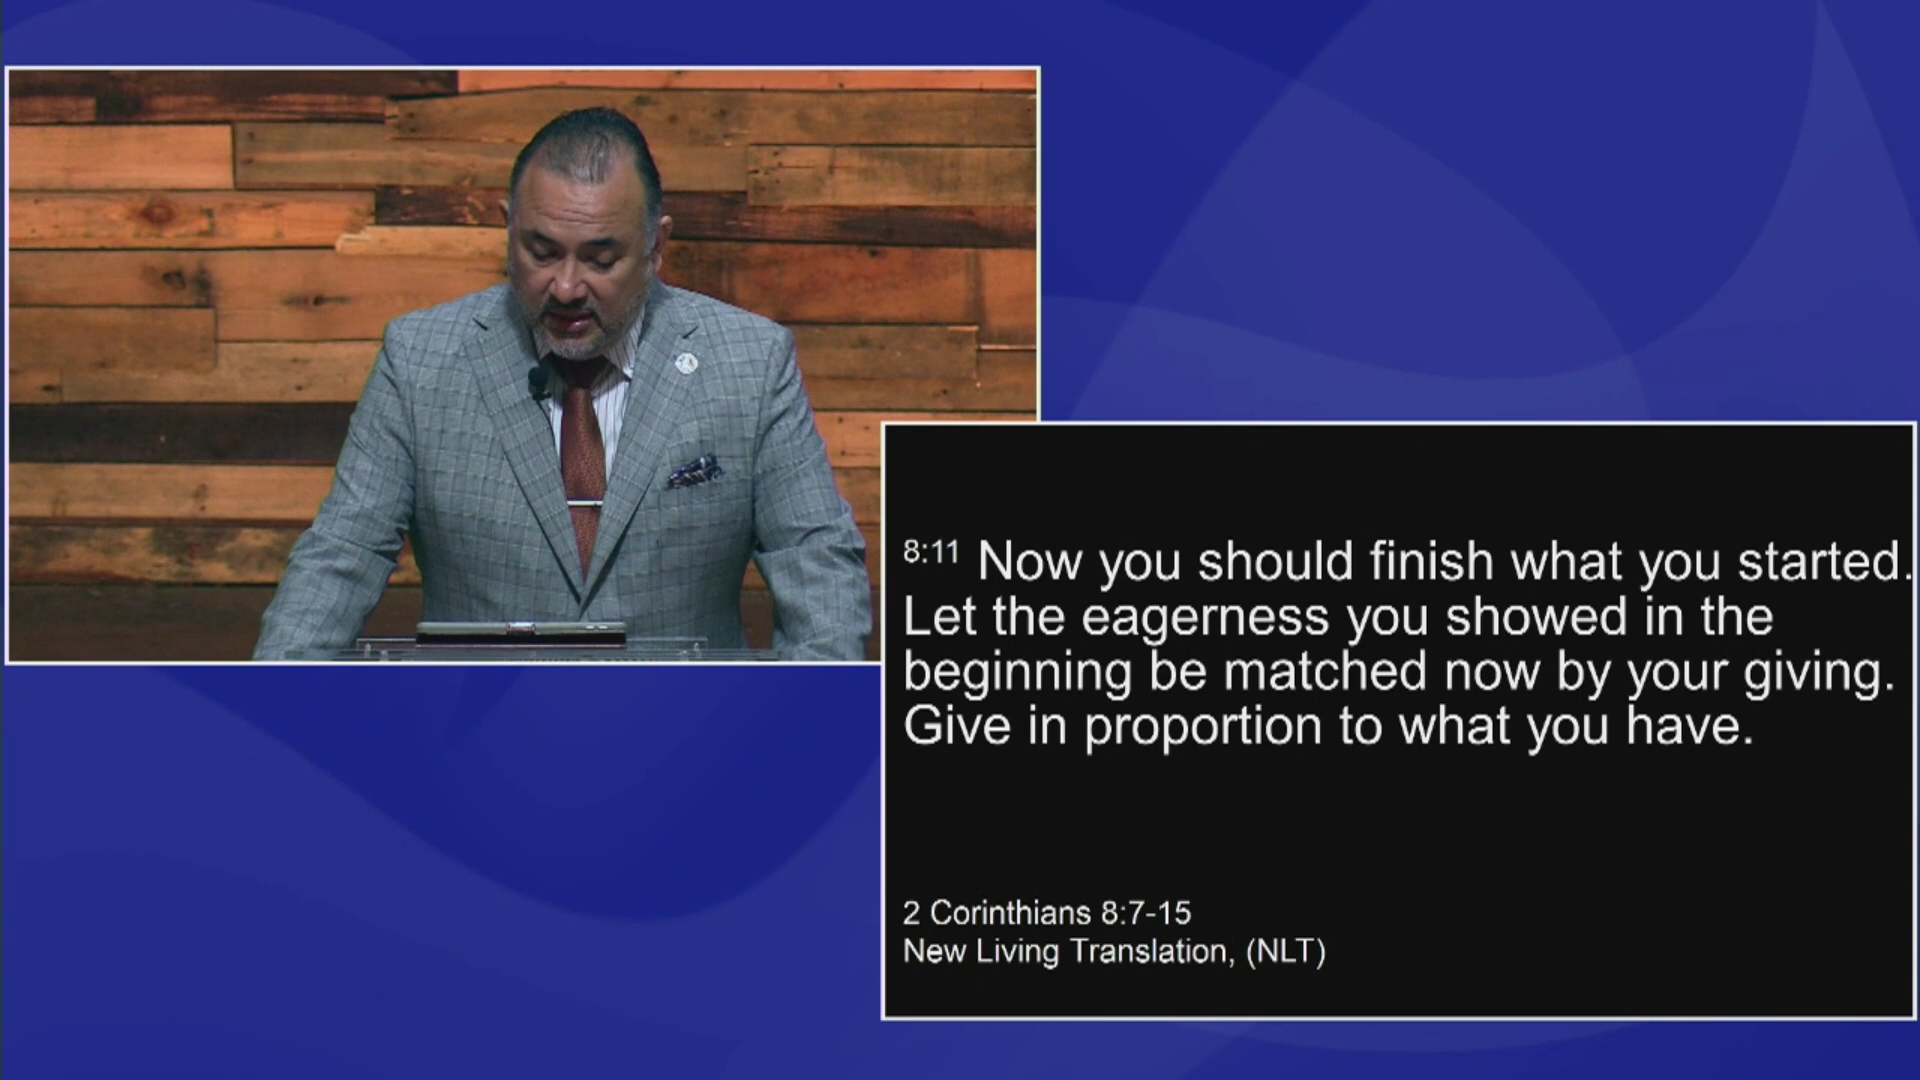 8:11 Now you should finish what you started.
Let the eagerness you showed in the
beginning be matched now by your giving.
Give in proportion to what you have.
2 Corinthians 8:7-15
New Living Translation, (NLT)